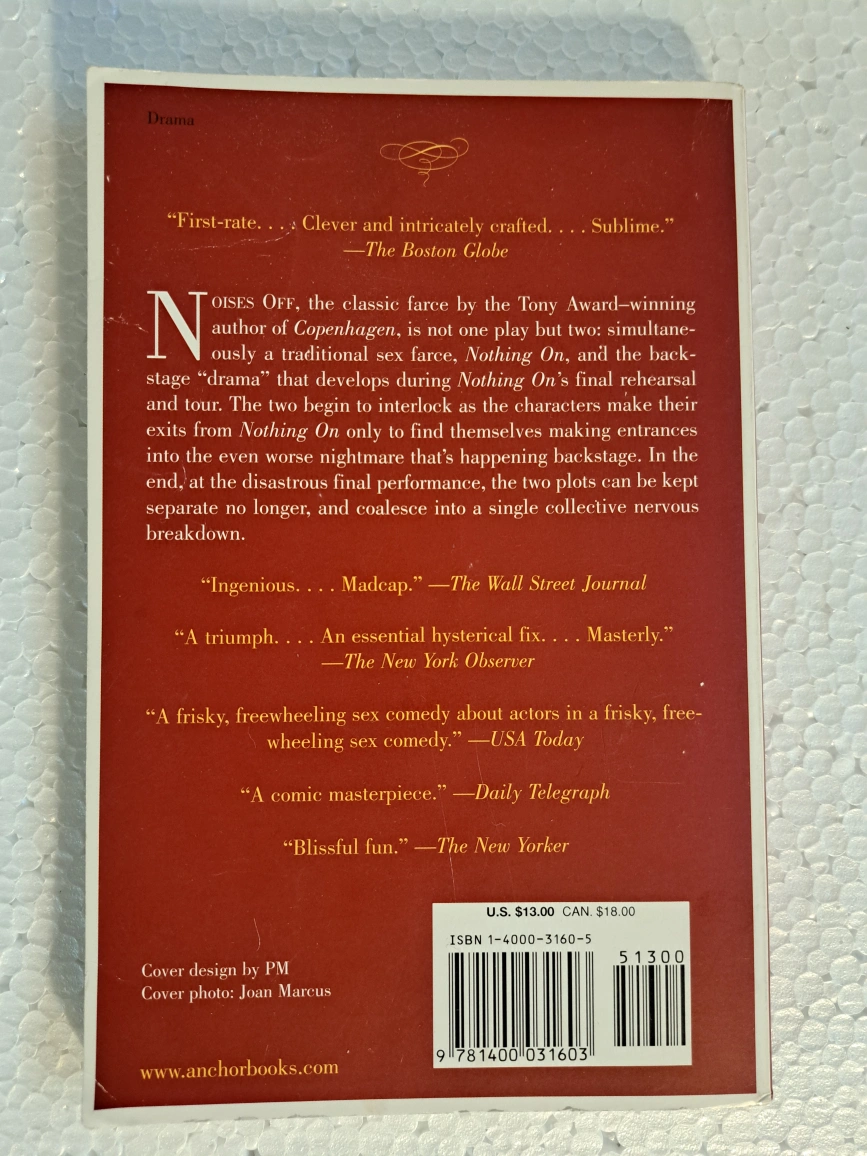 Drama
“First-rate. . . . Clever and intricately crafted. . . . Sublime.”
—The Boston Globe
NOISES OFF, the classic farce by the Tony Award–winning
author of Copenhagen, is not one play but two: simultane-
ously a traditional sex farce, Nothing On, and the back-
stage “drama” that develops during Nothing On’s final rehearsal
and tour. The two begin to interlock as the characters make their
exits from Nothing On only to find themselves making entrances
into the even worse nightmare that’s happening backstage. In the
end, at the disastrous final performance, the two plots can be kept
separate no longer, and coalesce into a single collective nervous
breakdown.
“Ingenious. . . . Madcap.” —The Wall Street Journal
“A triumph. . . . An essential hysterical fix. . . . Masterly.”
—The New York Observer
“A frisky, freewheeling sex comedy about actors in a frisky, free-
wheeling sex comedy.” —USA Today
“A comic masterpiece.” —Daily Telegraph
“Blissful fun.” —The New Yorker
U.S. $13.00 CAN. $18.00
ISBN 1-4000-3160-5
51300
9 781400 031603
Cover design by PM
Cover photo: Joan Marcus
www.anchorbooks.com